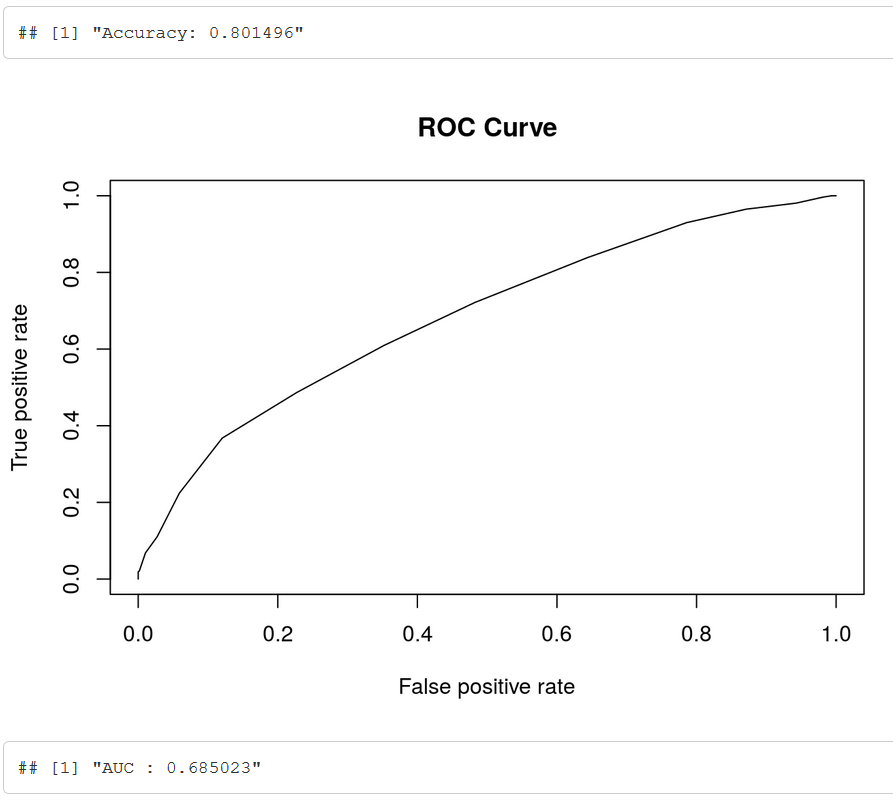 ## [1] "Accuracy: 0.801496"
ROC Curve
1.0
0.8
0.6
0.4
0.2
0.0
True positive rate
0.0 0.2 0.4 0.6 0.8 1.0
False positive rate
## [1] "AUC : 0.685023"